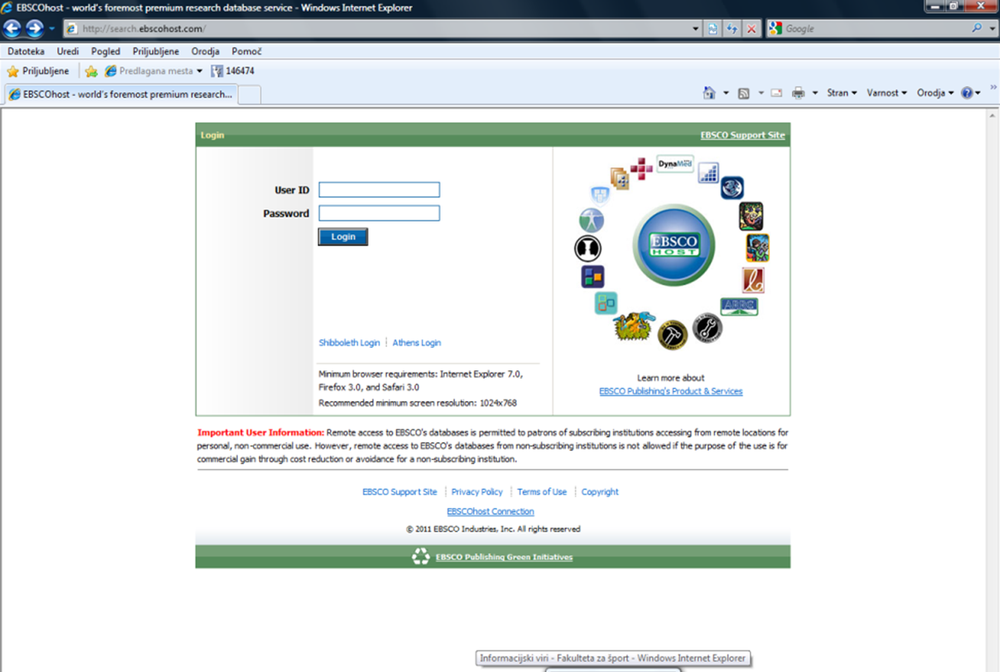 EBSCOhost - world's foremost premium research database service - Windows Internet Explorer
http://search.ebscohost.com/
Google
Datoteka Uredi Pogled Priljubljene Orodja Pomoč
Priljubljene Predlagana mesta 146474
EBSCOhost - world's foremost premium research...
Stran Varnost Orodja
Login EBSCO Support Site
DynaMed
User ID
Password
Login
EBSCO
HOST
Shibboleth Login Athens Login
Minimum browser requirements: Internet Explorer 7.0,
Firefox 3.0, and Safari 3.0
Recommended minimum screen resolution: 1024x768
Learn more about
EBSCO Publishing's Product & Services
Important User Information: Remote access to EBSCO's databases is permitted to patrons of subscribing institutions accessing from remote locations for
personal, non-commercial use. However, remote access to EBSCO's databases from non-subscribing institutions is not allowed if the purpose of the use is for
commercial gain through cost reduction or avoidance for a non-subscribing institution.
EBSCO Support Site Privacy Policy Terms of Use Copyright
EBSCOhost Connection
© 2011 EBSCO Industries, Inc. All rights reserved
EBSCO Publishing Green Initiatives
Informacijski viri - Fakulteta za šport - Windows Internet Explorer